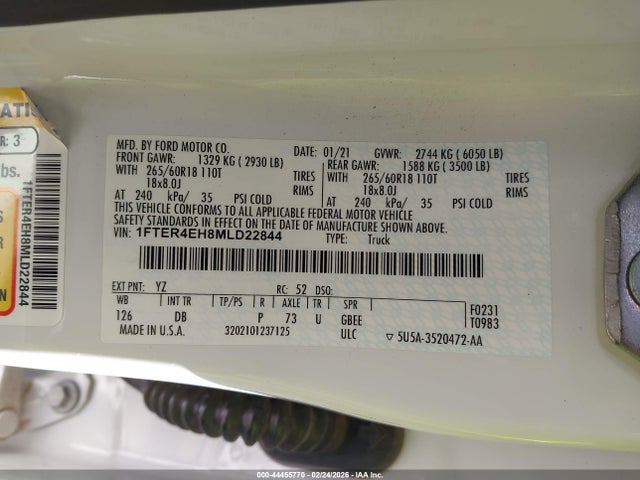 ATI
R: 3
lbs.
S
R
S
N
1FTER4EH8MLD22844
MFD. BY FORD MOTOR CO.
DATE: 01/21 GVWR: 2744 KG ( 6050 LB)
FRONT GAWR: 1329 KG ( 2930 LB) REAR GAWR: 1588 KG ( 3500 LB)
WITH 265/60R18 110T TIRES WITH 265/60R18 110T TIRES
18x8.0J RIMS 18x8.0J RIMS
AT 240 kPa/ 35 PSI COLD AT 240 kPa/ 35 PSI COLD
THIS VEHICLE CONFORMS TO ALL APPLICABLE FEDERAL MOTOR VEHICLE
SAFETY STANDARDS IN EFFECT ON THE DATE OF MANUFACTURE SHOWN ABOVE.
VIN: 1FTER4EH8MLD22844 TYPE: Truck
EXT PNT: YZ RC: 52 DSO:
WB INT TR TP/PS R AXLE TR SPR F0231
126 DB P 73 U GBEE T0983
MADE IN U.S.A. 3202101237125 ULC ▽ 5U5A-3520472-AA
000-44455770 - 02/24/2026 - IAAI.com